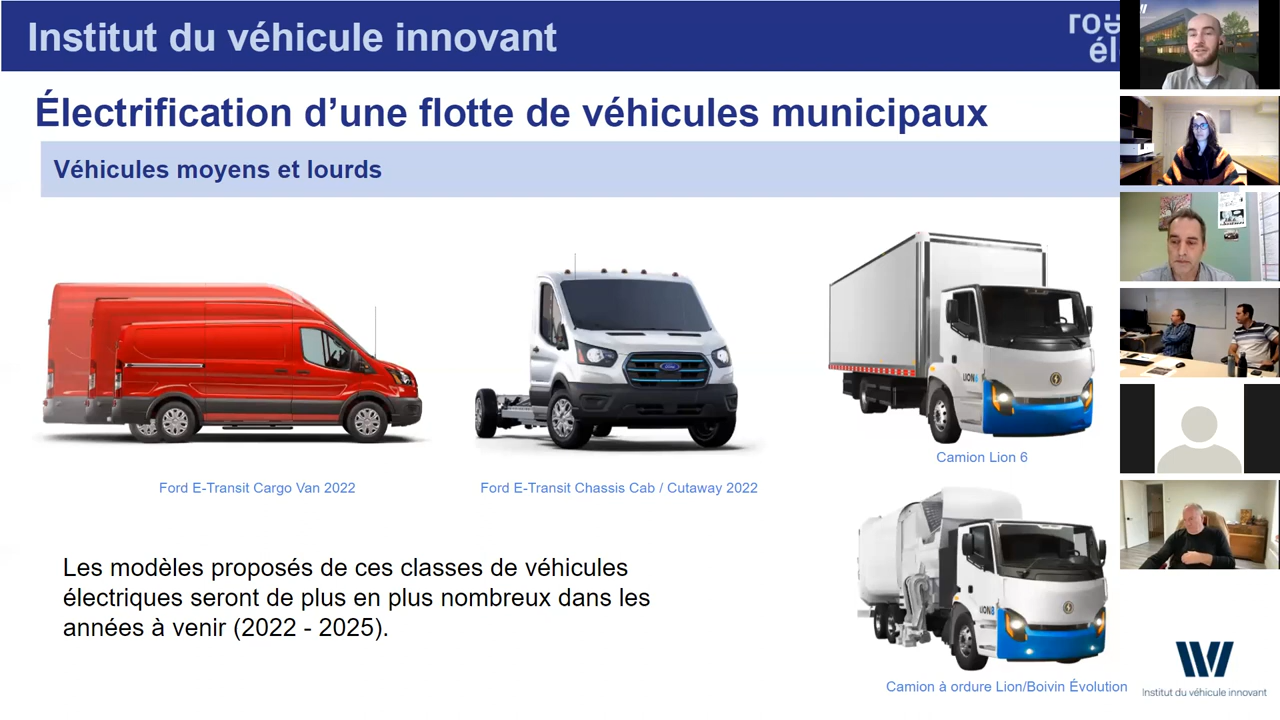 Institut du véhicule innovant
Électrification d’une flotte de véhicules municipaux
Véhicules moyens et lourds
Ford E-Transit Cargo Van 2022
Ford E-Transit Chassis Cab / Cutaway 2022
LION6
Camion Lion 6
Les modèles proposés de ces classes de véhicules
électriques seront de plus en plus nombreux dans les
années à venir (2022 - 2025).
LION8
Camion à ordure Lion/Boivin Évolution
Institut du véhicule innovant